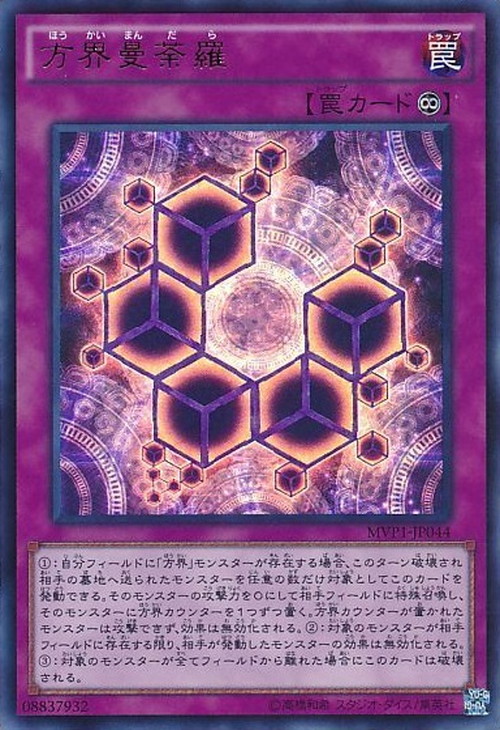 ほうかいまんだら
方界曼荼羅
トラップ
罠
【罠カード】
MVP1-JP044
①:自分フィールドに「方界」モンスターが存在する場合、このターン破壊され
相手の墓地へ送られたモンスターを任意の数だけ対象としてこのカードを
発動できる。そのモンスターの攻撃力を0にして相手フィールドに特殊召喚し、
そのモンスターに方界カウンターを1つずつ置く。方界カウンターが置かれた
モンスターは攻撃できず、効果は無効化される。②:対象のモンスターが相手
フィールドに存在する限り、相手が発動したモンスターの効果は無効化される。
③:対象のモンスターが全てフィールドから離れた場合にこのカードは破壊
される。
08837932
©高橋和希 スタジオ・ダイス/集英社